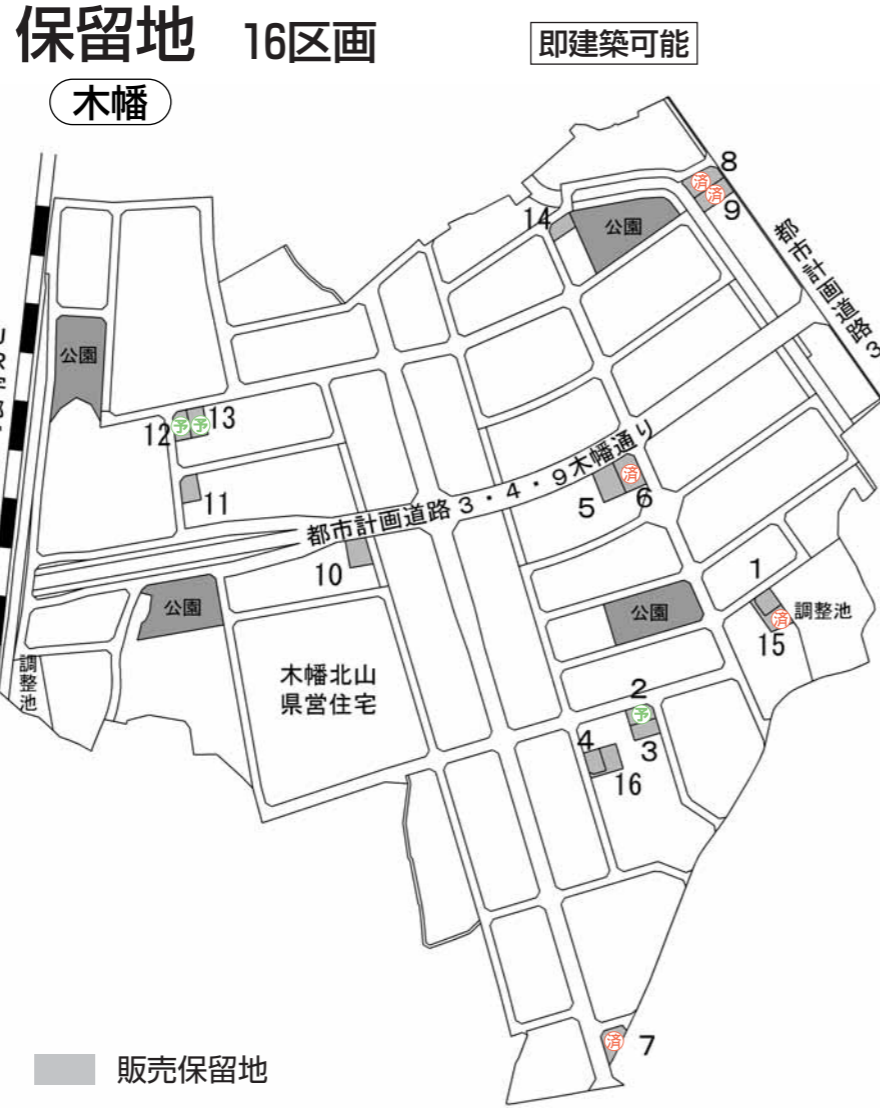 保留地 16区画
即建築可能
木幡
8
済
済
9
都市計画道路3
14
公園
公園
12
予
予
13
11
都市計画道路3・4・9木幡通り
済
5
6
10
公園
公園
1
調整池
済
15
調整池
木幡北山
県営住宅
2
予
3
4
16
済
7
販売保留地